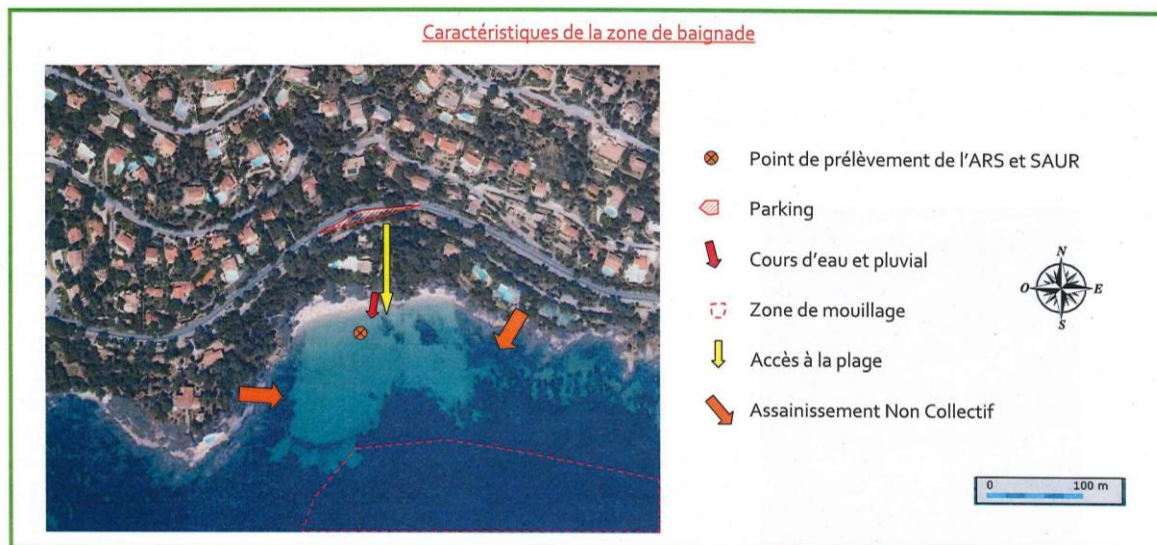 Caractéristiques de la zone de baignade
Point de prélèvement de l'ARS et SAUR
Parking
Cours d'eau et pluvial
Zone de mouillage
Accès à la plage
Assainissement Non Collectif
N
O
E
S
0 100 m